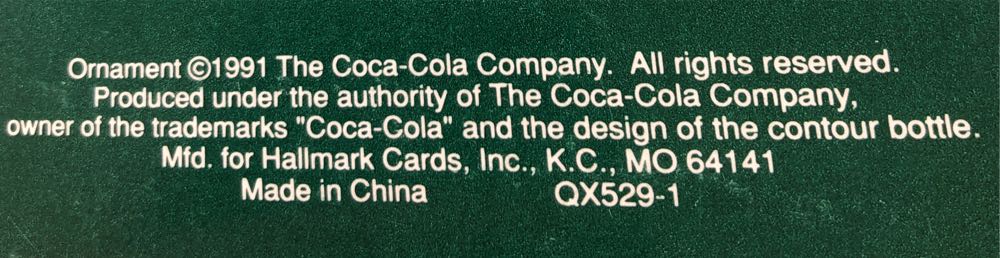 Ornament ©1991 The Coca-Cola Company. All rights reserved.
Produced under the authority of The Coca-Cola Company,
owner of the trademarks "Coca-Cola" and the design of the contour bottle.
Mfd. for Hallmark Cards, Inc., K.C., MO 64141
Made in China QX529-1